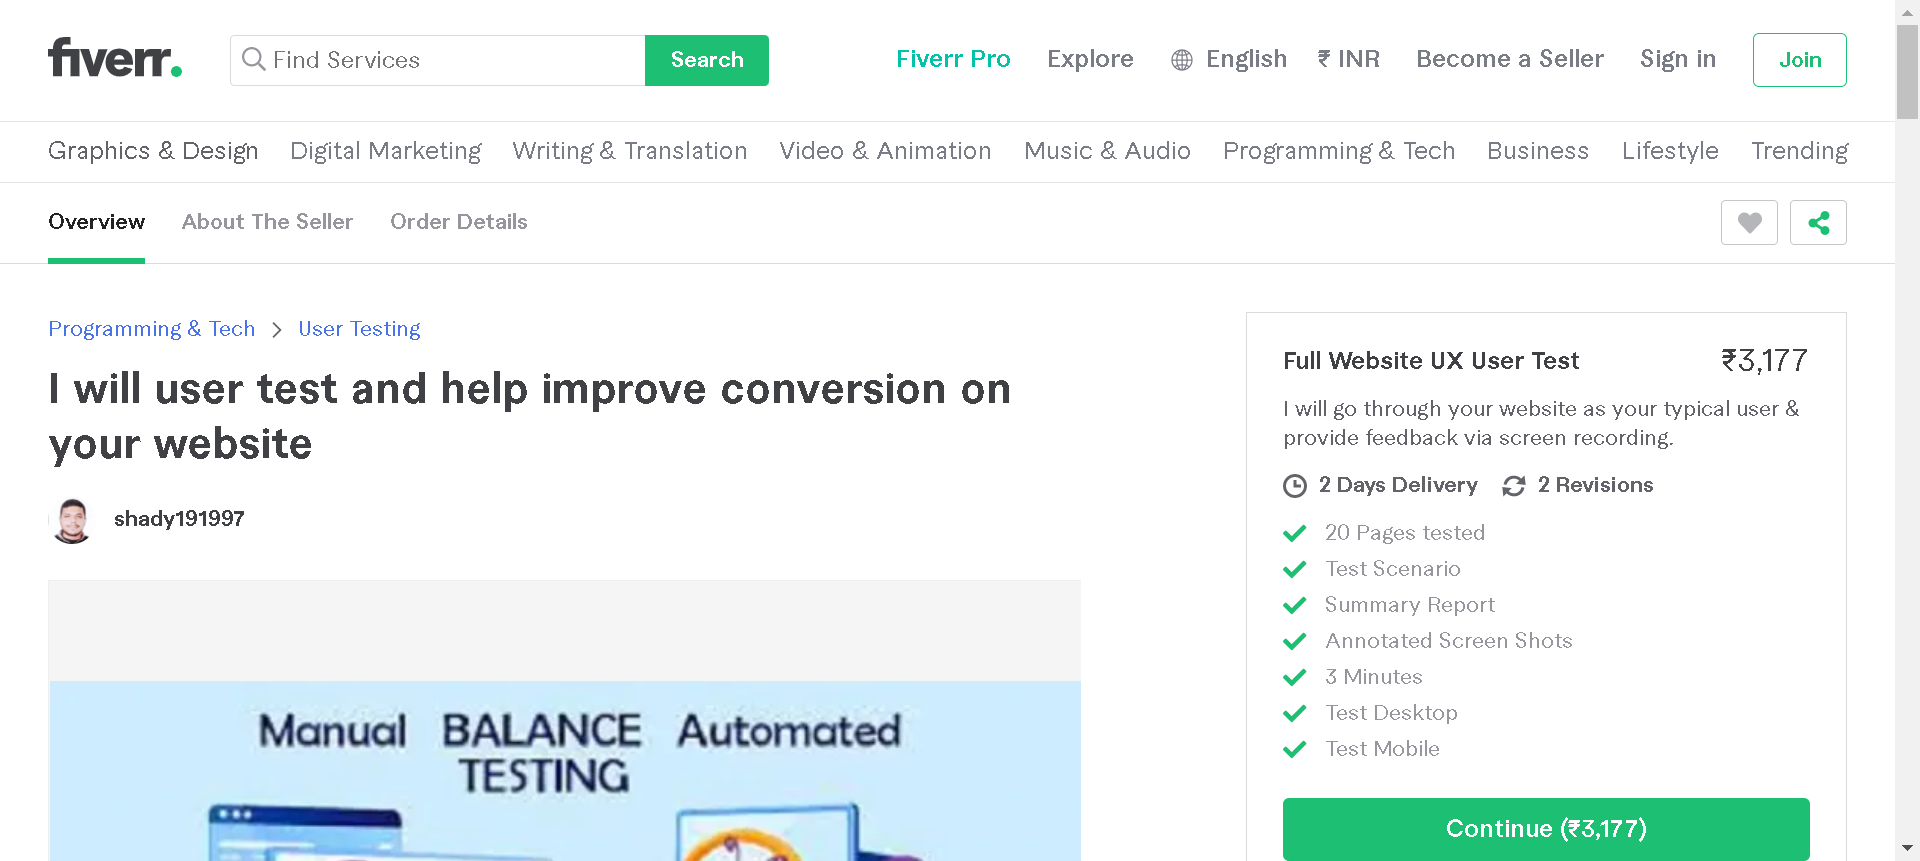 fiverr.
Find Services
Search
Fiverr Pro
Explore
English
₹ INR
Become a Seller
Sign in
Join
Graphics & Design
Digital Marketing
Writing & Translation
Video & Animation
Music & Audio
Programming & Tech
Business
Lifestyle
Trending
Overview
About The Seller
Order Details
Programming & Tech
User Testing
I will user test and help improve conversion on
your website
shady191997
Manual BALANCE Automated
TESTING
Full Website UX User Test
₹3,177
I will go through your website as your typical user &
provide feedback via screen recording.
2 Days Delivery
2 Revisions
20 Pages tested
Test Scenario
Summary Report
Annotated Screen Shots
3 Minutes
Test Desktop
Test Mobile
Continue (₹3,177)